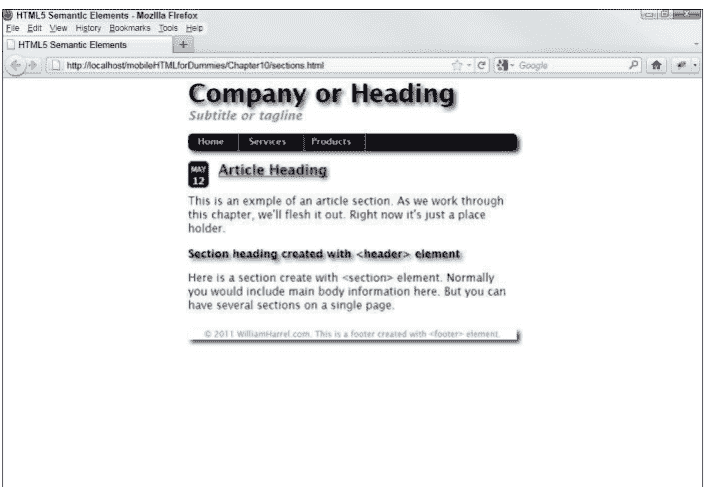 HTML5 Semantic Elements - Mozilla Firefox
File Edit View History Bookmarks Tools Help
HTML5 Semantic Elements +
http://localhost/mobileHTMLforDummies/Chapter10/sections.html
Google
Company or Heading
Subtitle or tagline
Home Services Products
MAY
12
Article Heading
This is an exmple of an article section. As we work through
this chapter, we'll flesh it out. Right now it's just a place
holder.
Section heading created with <header> element
Here is a section create with <section> element. Normally
you would include main body information here. But you can
have several sections on a single page.
© 2011 WilliamHarrel.com. This is a footer created with <footer> element.